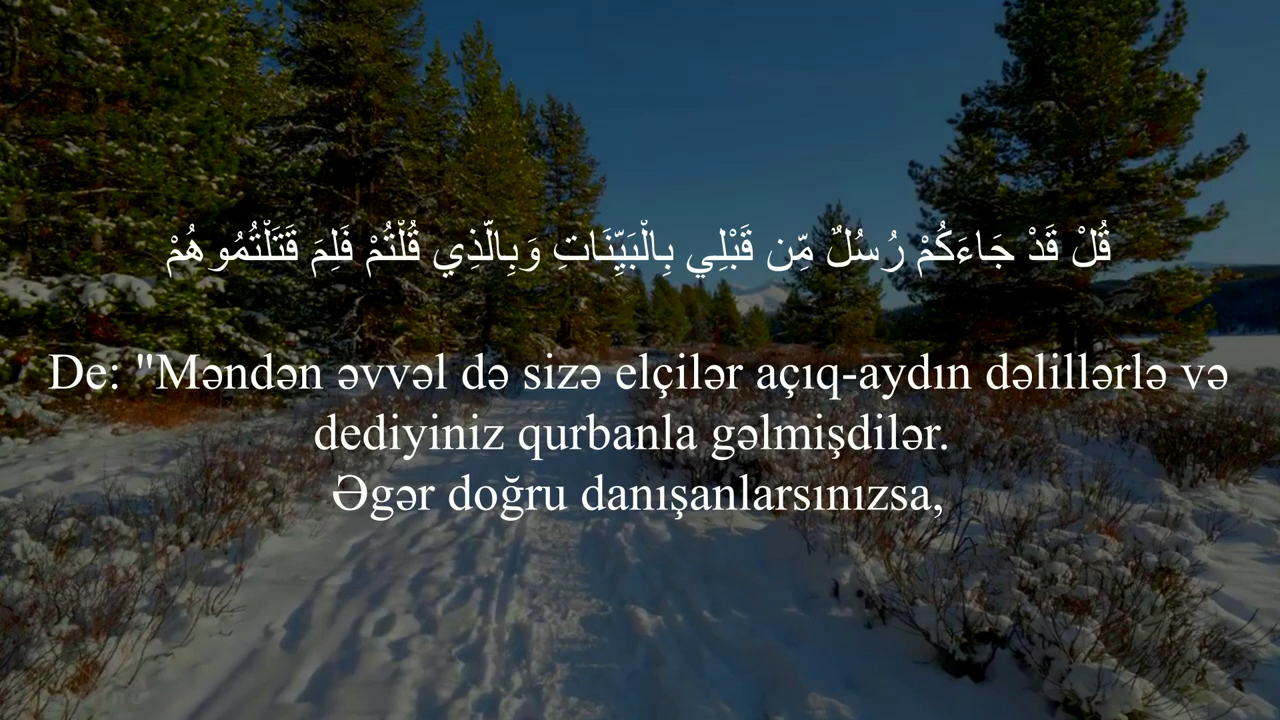 قُلْ قَدْ جَاءَكُمْ رُسُلٌ مِّن قَبْلِي بِالْبَيِّنَاتِ وَبِالَّذِي قُلْتُمْ فَلِمَ قَتَلْتُمُوهُمْ
De: "Məndən əvvəl də sizə elçilər açıq-aydın dəlillərlə və
dediyiniz qurbanla gəlmişdilər.
Əgər doğru danışanlarsınızsa,